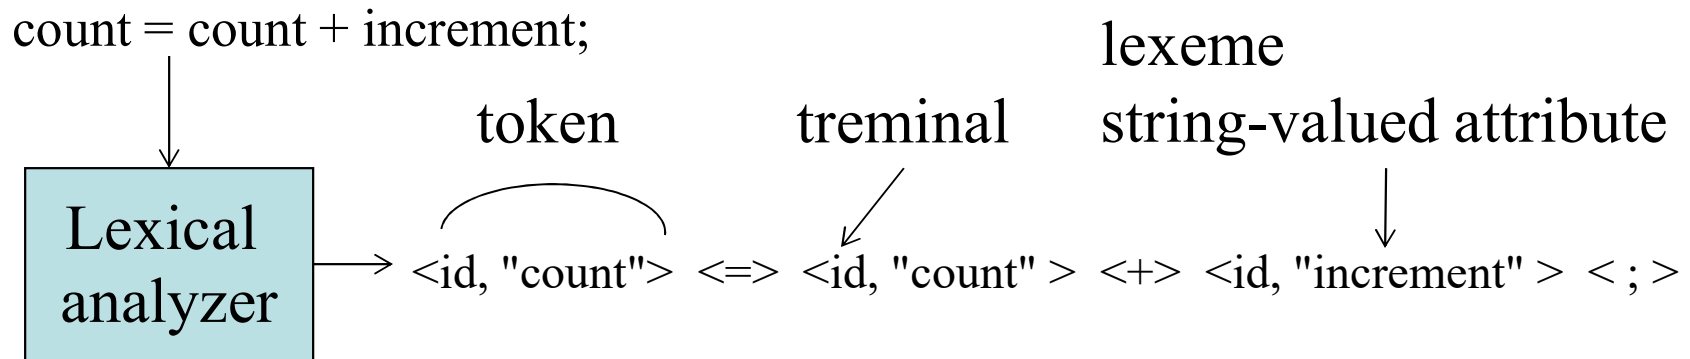 count = count + increment;
lexeme
token treminal string-valued attribute
Lexical
analyzer
<id, "count"> <=> <id, "count" > <+> <id, "increment" > < ; >